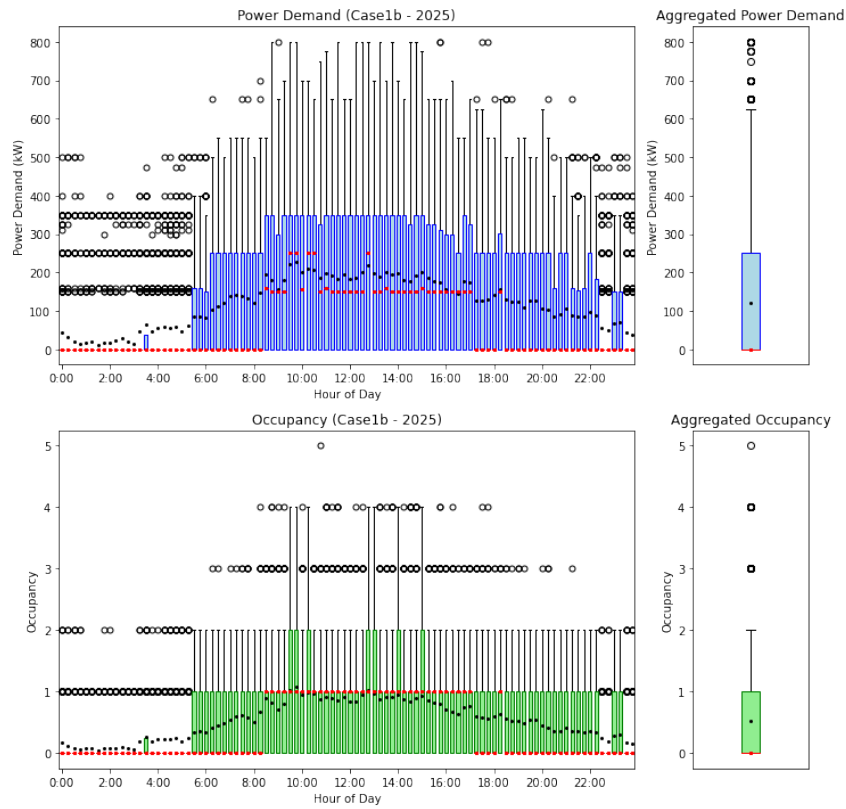 Power Demand (Case1b - 2025)
Aggregated Power Demand
Power Demand (kW)
800
700
600
500
400
300
200
100
0
0:00 2:00 4:00 6:00 8:00 10:00 12:00 14:00 16:00 18:00 20:00 22:00
Hour of Day
Power Demand (kW)
800
700
600
500
400
300
200
100
0
Occupancy (Case1b - 2025)
Aggregated Occupancy
Occupancy
5
4
3
2
1
0
0:00 2:00 4:00 6:00 8:00 10:00 12:00 14:00 16:00 18:00 20:00 22:00
Hour of Day
Occupancy
5
4
3
2
1
0